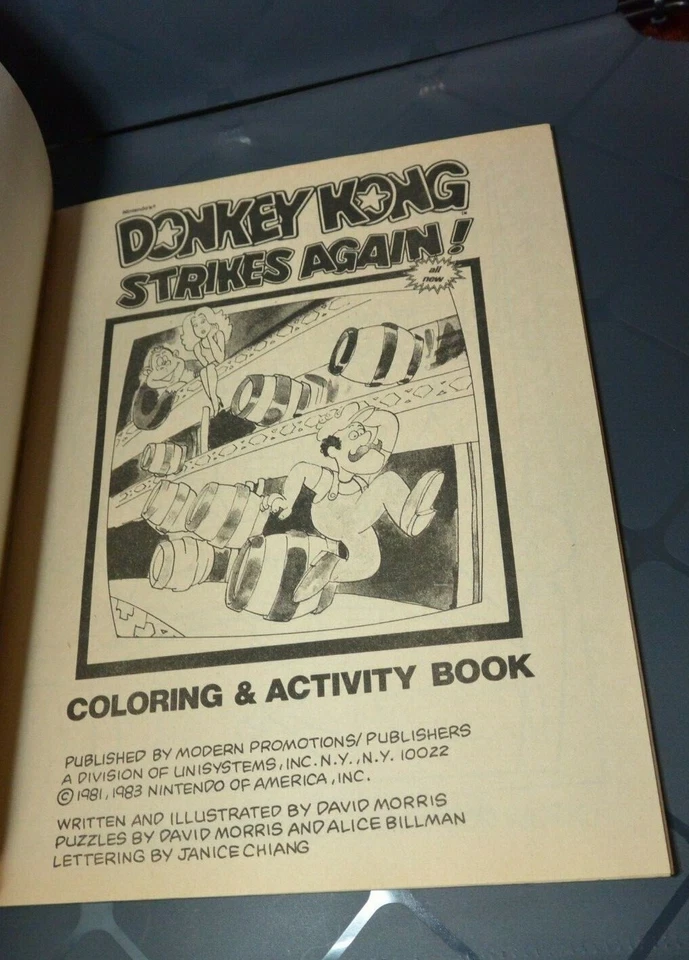 Nintendo's®
DONKEY KONG™
STRIKES AGAIN!
all
new
COLORING & ACTIVITY BOOK
PUBLISHED BY MODERN PROMOTIONS/PUBLISHERS
A DIVISION OF UNISYSTEMS, INC. N.Y., N.Y. 10022
© 1981, 1983 NINTENDO OF AMERICA, INC.
WRITTEN AND ILLUSTRATED BY DAVID MORRIS
PUZZLES BY DAVID MORRIS AND ALICE BILLMAN
LETTERING BY JANICE CHIANG